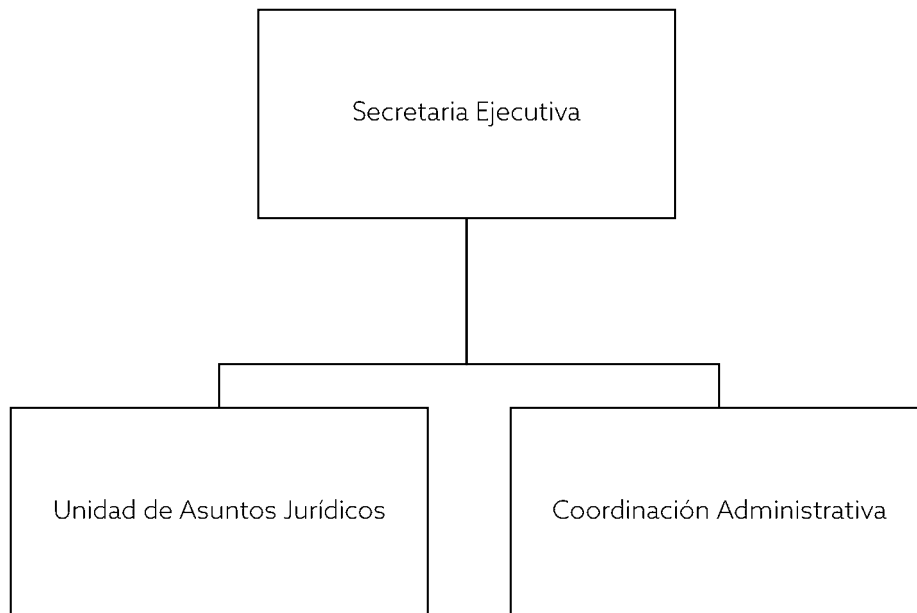 Secretaria Ejecutiva
Unidad de Asuntos Jurídicos
Coordinación Administrativa